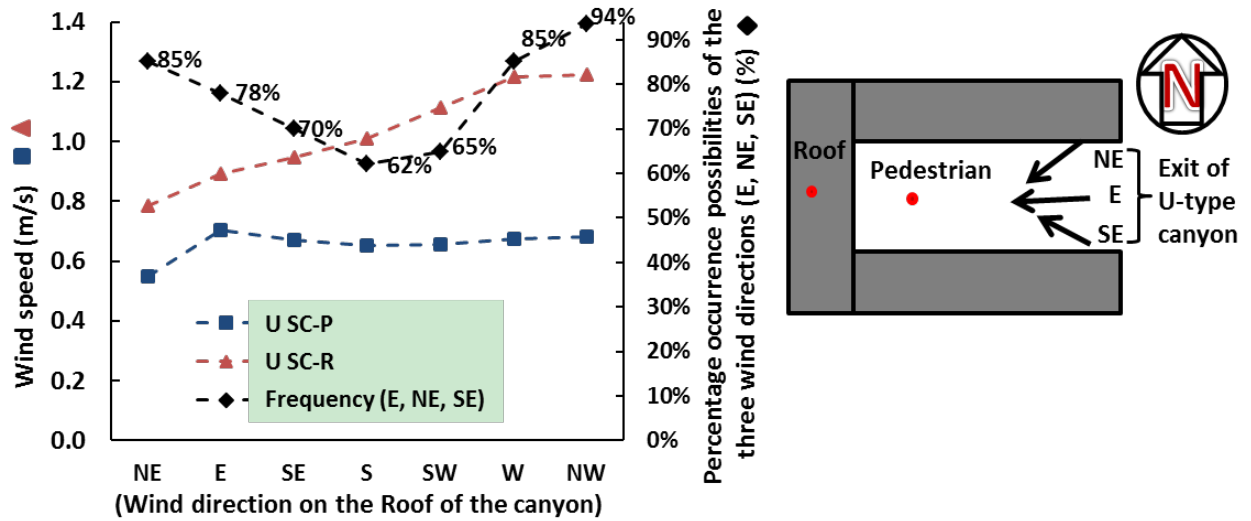 Wind speed (m/s)
1.4
1.2
1.0
0.8
0.6
0.4
0.2
0.0
85%
78%
70%
62%
65%
85%
94%
U SC-P
U SC-R
Frequency (E, NE, SE)
NE E SE S SW W NW
(Wind direction on the Roof of the canyon)
90%
80%
70%
60%
50%
40%
30%
20%
10%
0%
Percentage occurrence possibilities of the
three wind directions (E, NE, SE) (%)
N
Roof
Pedestrian
NE
E
SE
Exit of
U-type
canyon